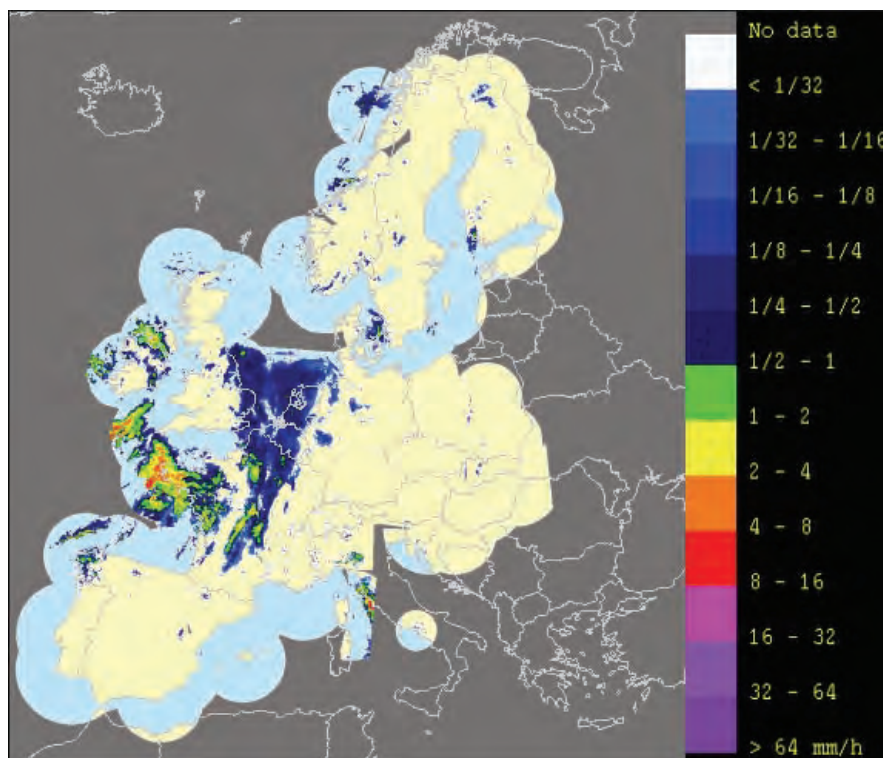 No data
< 1/32
1/32 - 1/16
1/16 - 1/8
1/8 - 1/4
1/4 - 1/2
1/2 - 1
1 - 2
2 - 4
4 - 8
8 - 16
16 - 32
32 - 64
> 64 mm/h